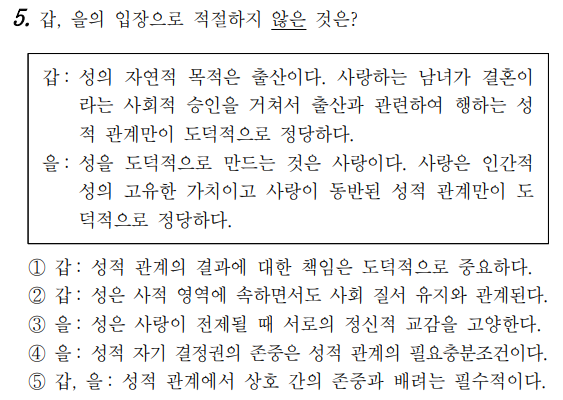 5. 갑, 을의 입장으로 적절하지 않은 것은?
갑 : 성의 자연적 목적은 출산이다. 사랑하는 남녀가 결혼이
라는 사회적 승인을 거쳐서 출산과 관련하여 행하는 성
적 관계만이 도덕적으로 정당하다.
을 : 성을 도덕적으로 만드는 것은 사랑이다. 사랑은 인간적
성의 고유한 가치이고 사랑이 동반된 성적 관계만이 도
덕적으로 정당하다.
① 갑 : 성적 관계의 결과에 대한 책임은 도덕적으로 중요하다.
② 갑 : 성은 사적 영역에 속하면서도 사회 질서 유지와 관계된다.
③ 을 : 성은 사랑이 전제될 때 서로의 정신적 교감을 고양한다.
④ 을 : 성적 자기 결정권의 존중은 성적 관계의 필요충분조건이다.
⑤ 갑, 을 : 성적 관계에서 상호 간의 존중과 배려는 필수적이다.